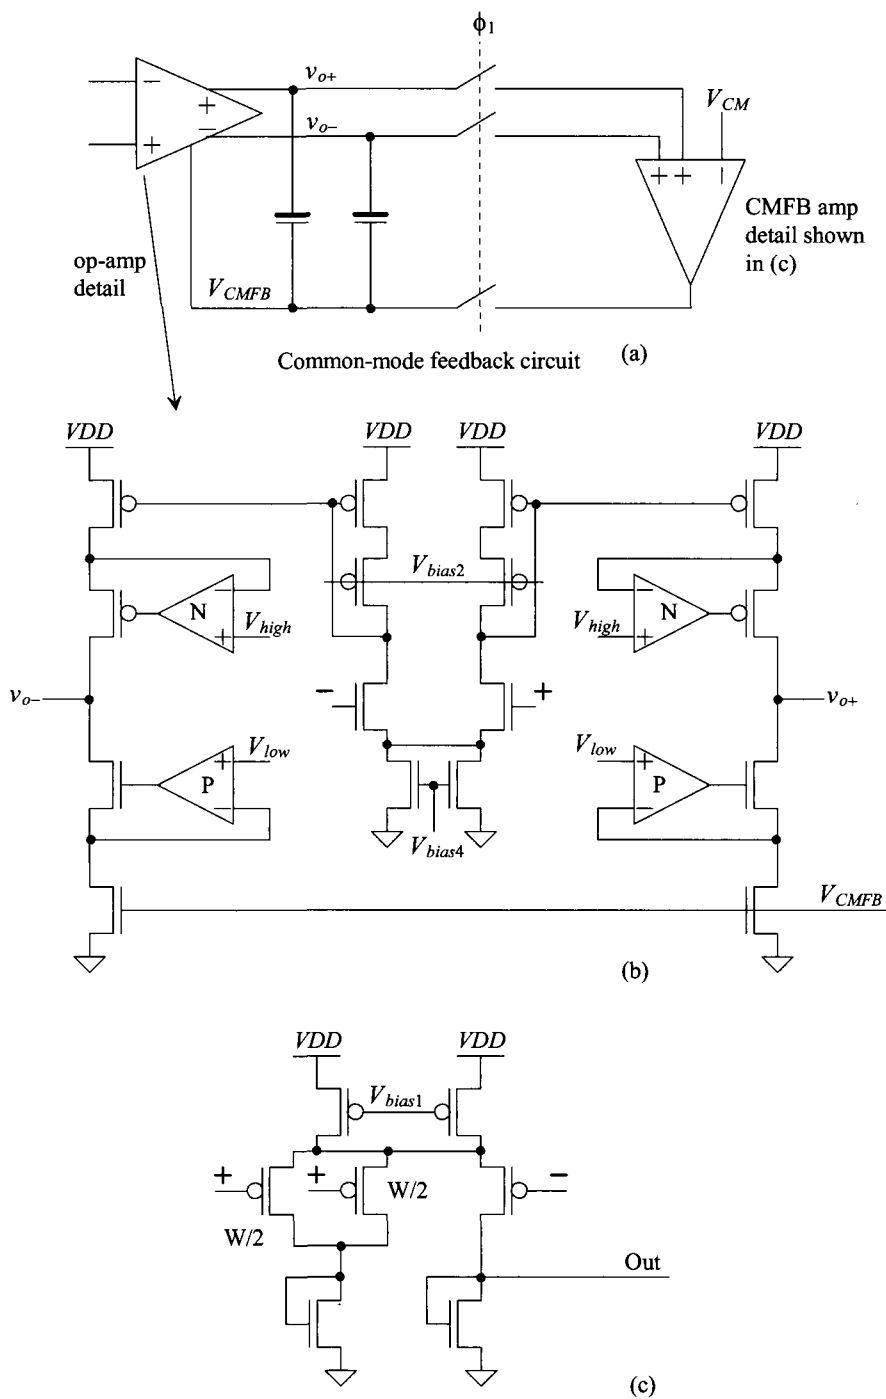 ϕ1
vo+
VCM
−
+
−
+
vo−
+ + −
CMFB amp
detail shown
in (c)
op-amp
detail
VCMFB
Common-mode feedback circuit
(a)
VDD
VDD
VDD
VDD
Vbias2
N
Vhigh
−
+
N
Vhigh
−
+
vo−
−
+
vo+
Vlow
P
+
−
Vlow
P
+
−
Vbias4
VCMFB
(b)
VDD
VDD
Vbias1
+
+
−
W/2
W/2
Out
(c)